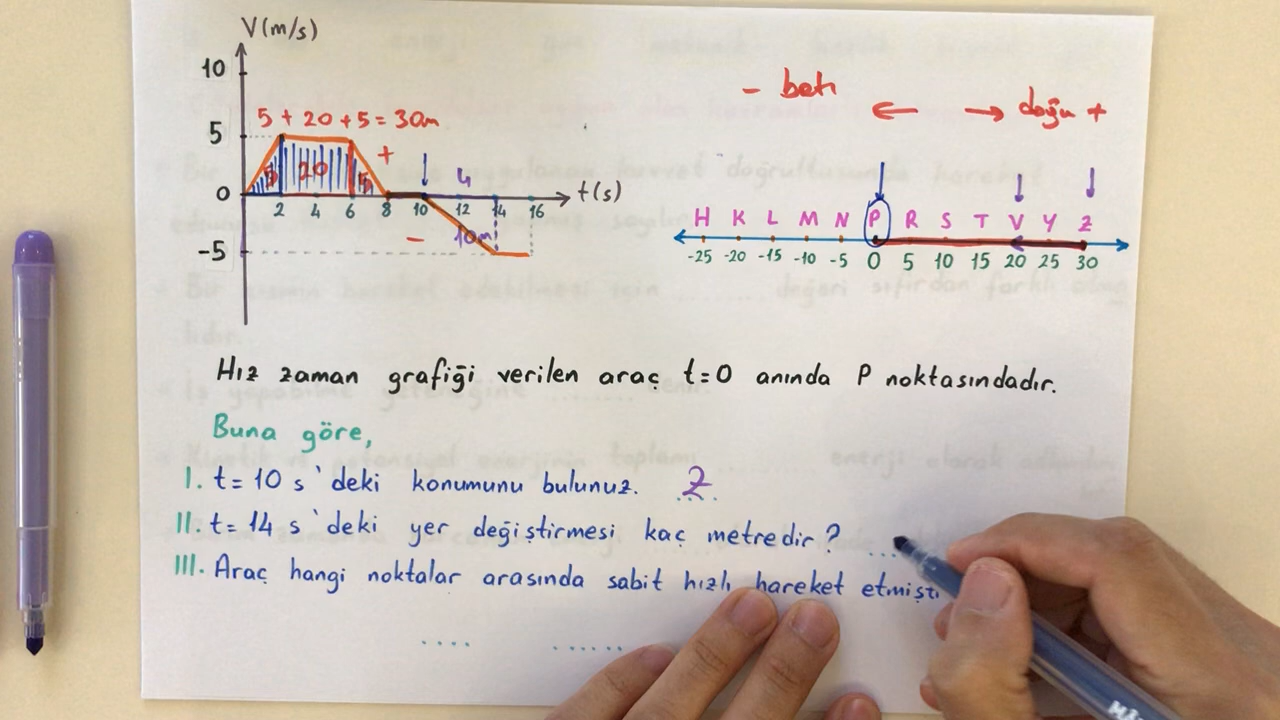 V(m/s)
10
5 + 20 + 5 = 30m
5
5 20 5 +
0
2 4 6 8 10 12 14 16
t(s)
4
- 10m
-5
- batı
← → doğu +
H K L M N P R S T V Y Z
-25 -20 -15 -10 -5 0 5 10 15 20 25 30
Hız zaman grafiği verilen araç t=0 anında P noktasındadır.
Buna göre,
I. t= 10 s'deki konumunu bulunuz. Z
II. t= 14 s'deki yer değiştirmesi kaç metredir? ....
III. Araç hangi noktalar arasında sabit hızlı hareket etmişti
.... ......